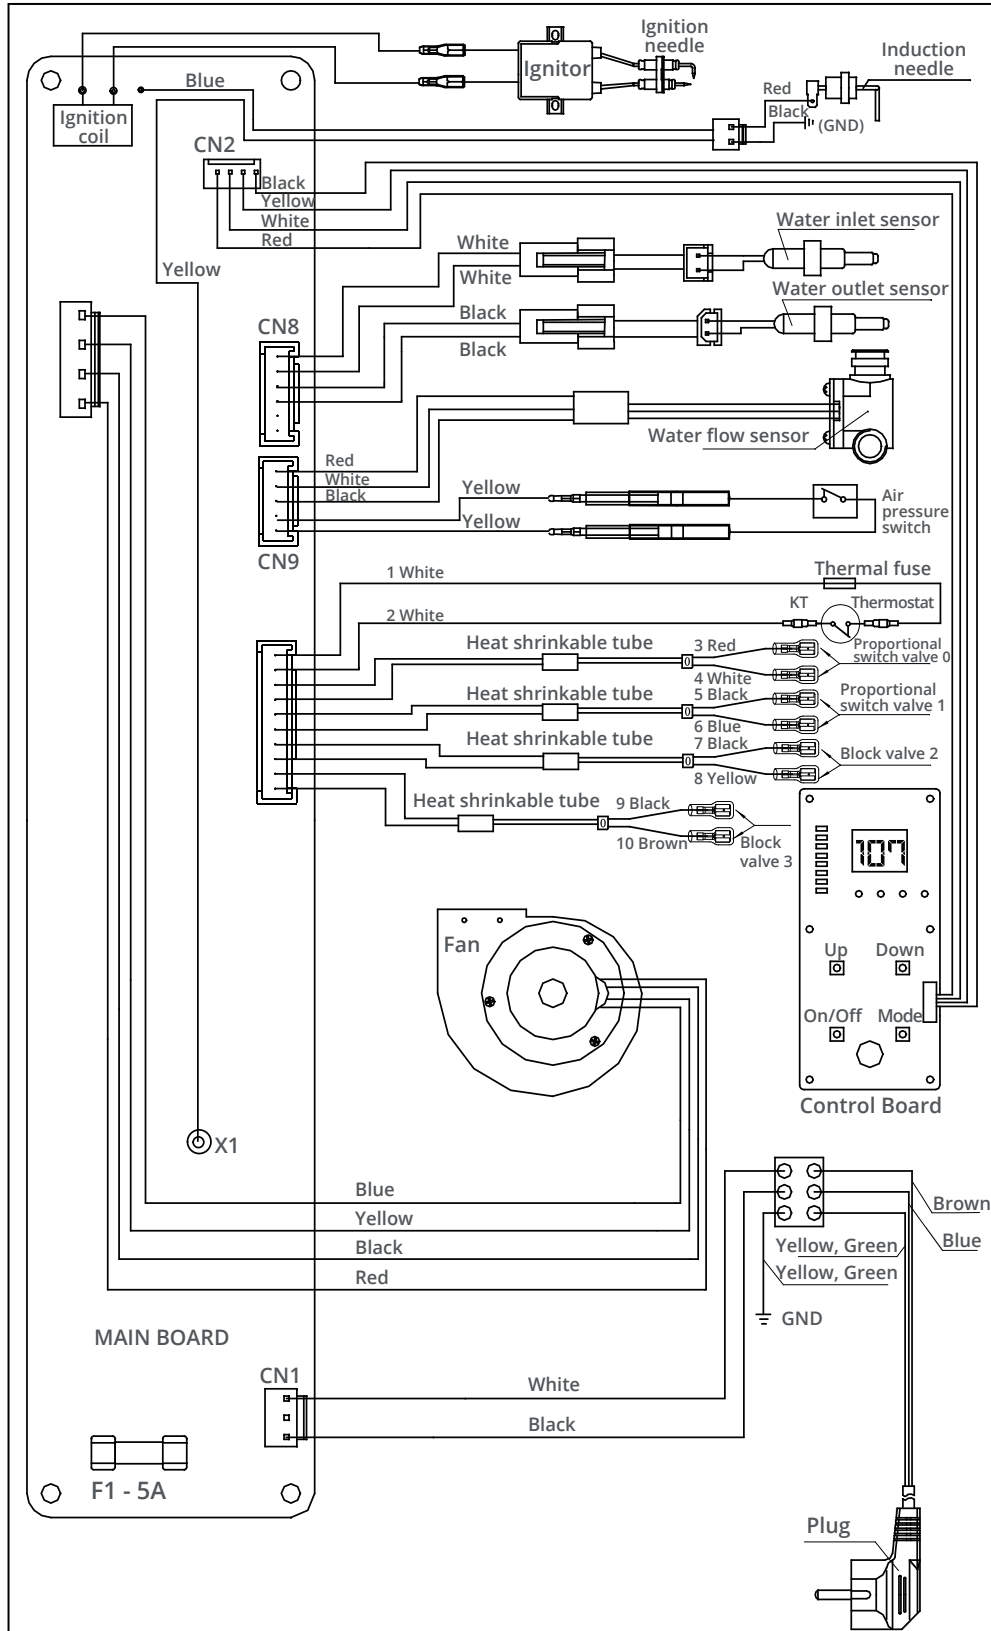 Ignition
needle
Ignitor
Induction
needle
Blue
Red
Black
(GND)
Ignition
coil
CN2
Black
Yellow
White
Red
Yellow
White
White
Water inlet sensor
Water outlet sensor
CN8
Black
Black
Water flow sensor
Red
White
Black
Yellow
Yellow
Air
pressure
switch
CN9
1 White
Thermal fuse
2 White
KT
Thermostat
Heat shrinkable tube
3 Red
4 White
Proportional
switch valve 0
Heat shrinkable tube
5 Black
6 Blue
Proportional
switch valve 1
Heat shrinkable tube
7 Black
8 Yellow
Block valve 2
Heat shrinkable tube
9 Black
10 Brown
Block
valve 3
107
Fan
Up
Down
On/Off
Mode
Control Board
X1
Blue
Yellow
Black
Red
Brown
Blue
Yellow, Green
Yellow, Green
GND
MAIN BOARD
CN1
White
Black
F1 - 5A
Plug